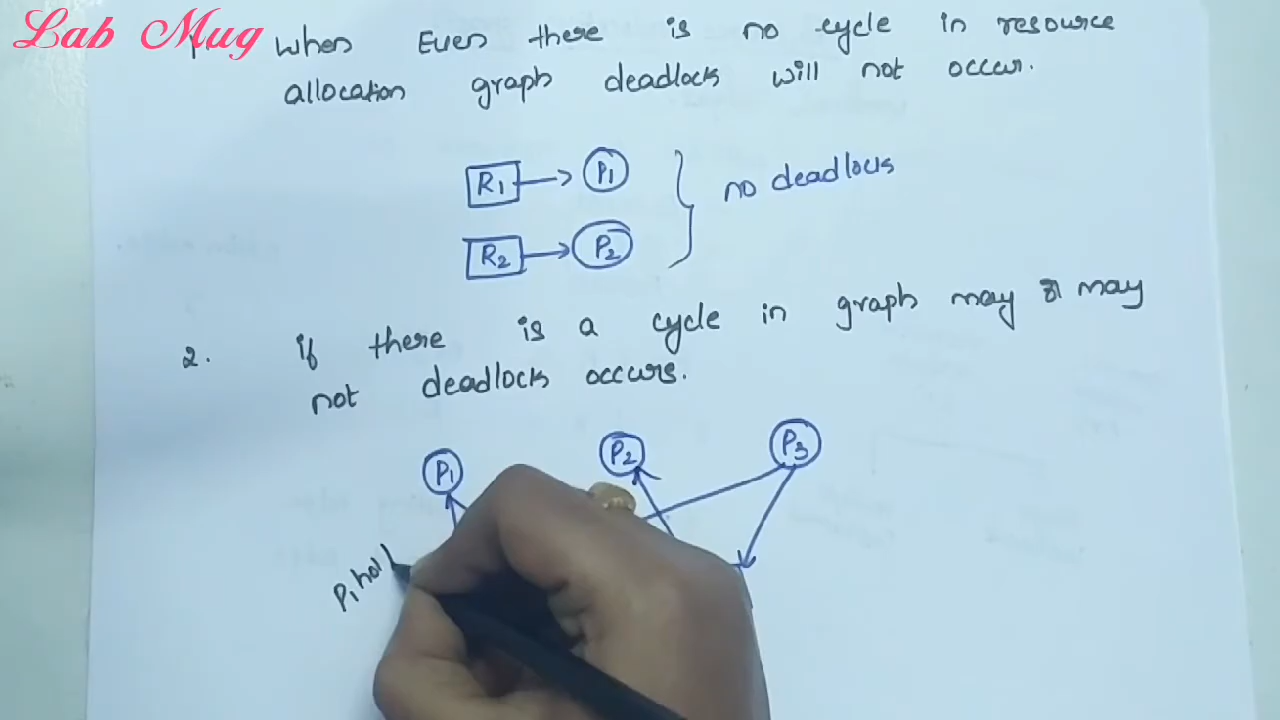 Lab Mug
when Even there is no cycle in resource
allocation graph deadlock will not occur.
R1 P1
no deadlock
R2 P2
2. if there is a cycle in graph may or may
not deadlock occurs.
P1 P2 P3
P1 hol